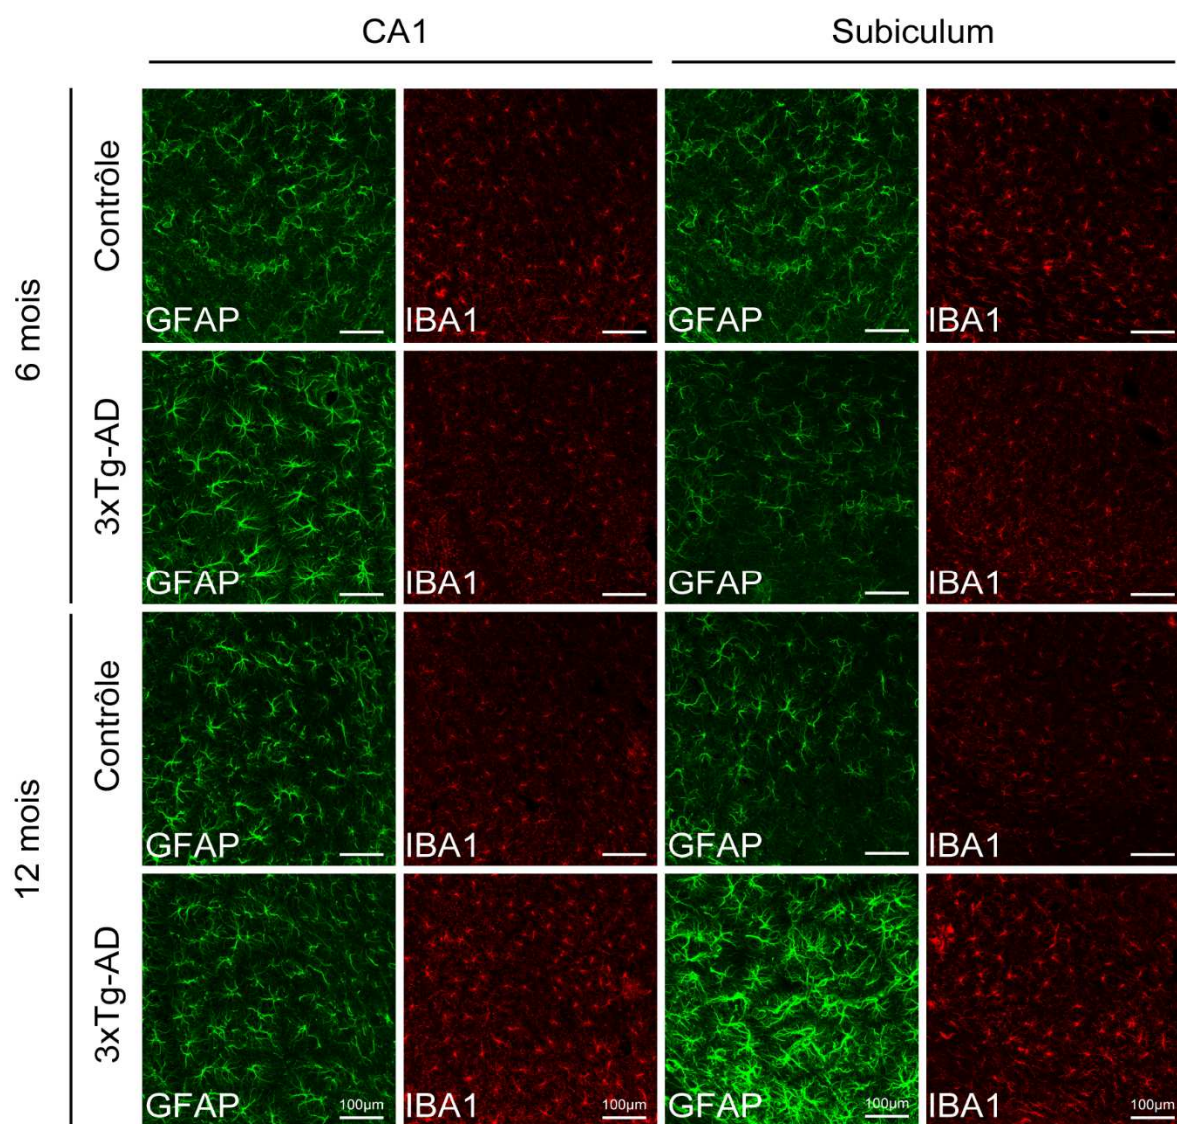 CA1 Subiculum
6 mois
Contrôle
GFAP IBA1 GFAP IBA1
3xTg-AD
GFAP IBA1 GFAP IBA1
12 mois
Contrôle
GFAP IBA1 GFAP IBA1
3xTg-AD
100µm 100µm 100µm 100µm
GFAP IBA1 GFAP IBA1